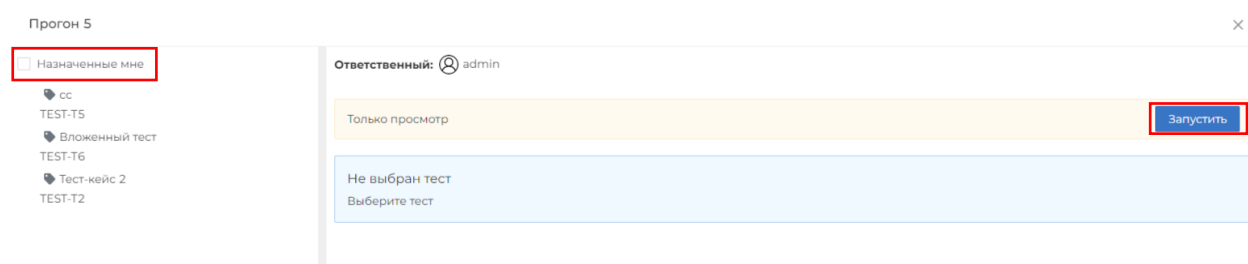 Прогон 5
Назначенные мне
сс
TEST-T5
Вложенный тест
TEST-T6
Тест-кейс 2
TEST-T2
Ответственный: admin
Только просмотр
Запустить
Не выбран тест
Выберите тест